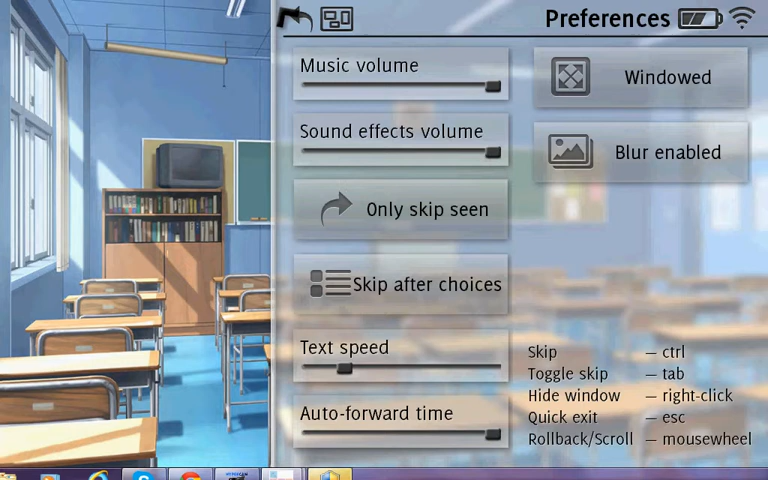 Preferences
Music volume
Windowed
Sound effects volume
Blur enabled
Only skip seen
Skip after choices
Text speed
Auto-forward time
Skip — ctrl
Toggle skip — tab
Hide window — right-click
Quick exit — esc
Rollback/Scroll — mousewheel